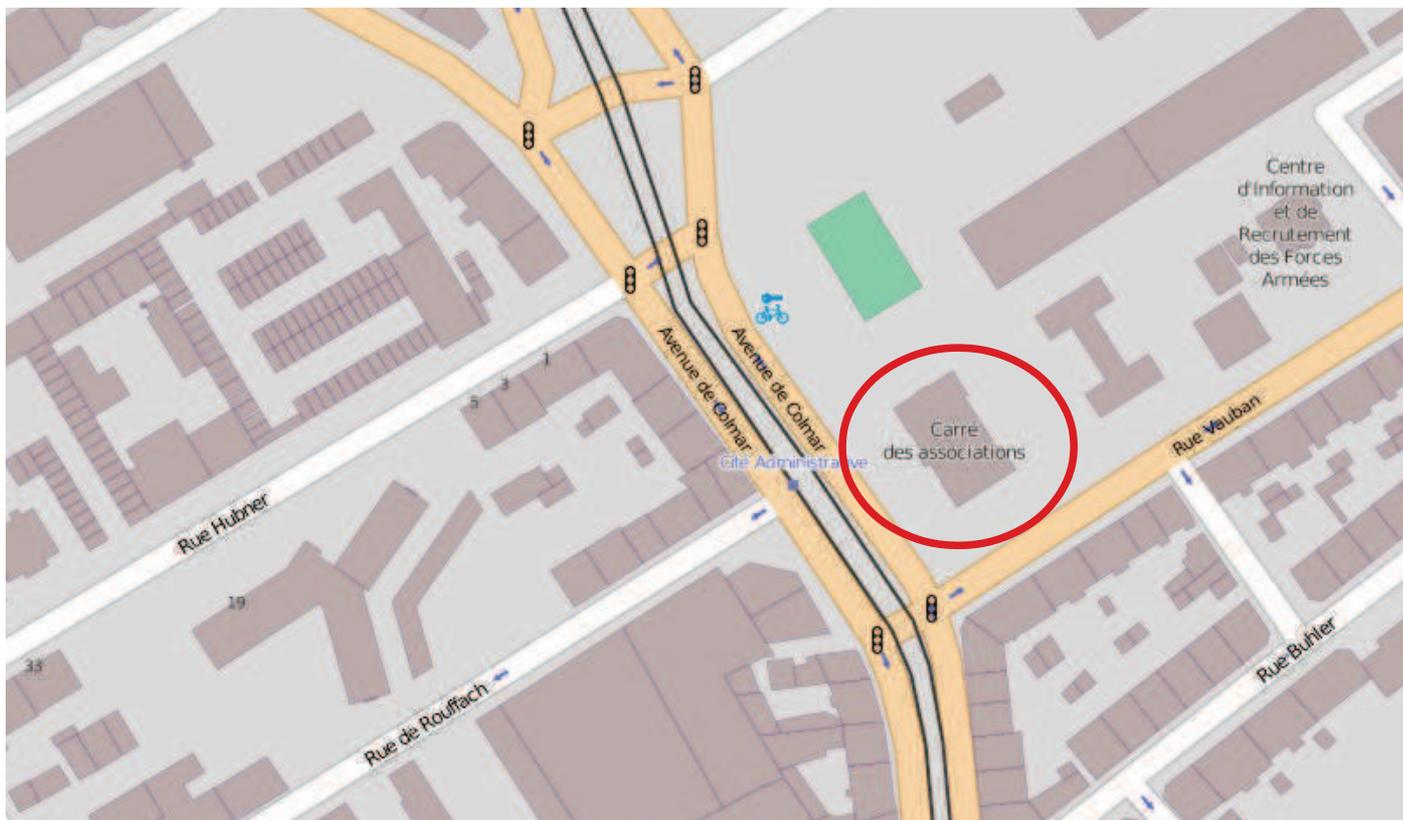 Centre
d'Information
et de
Recrutement
des Forces
Armées
Avenue de Colmar
Avenue de Colmar
1
3
5
Carre
des associations
Rue Vauban
Cité Administrative
Rue Hubner
19
33
Rue de Rouffach
Rue Buhler